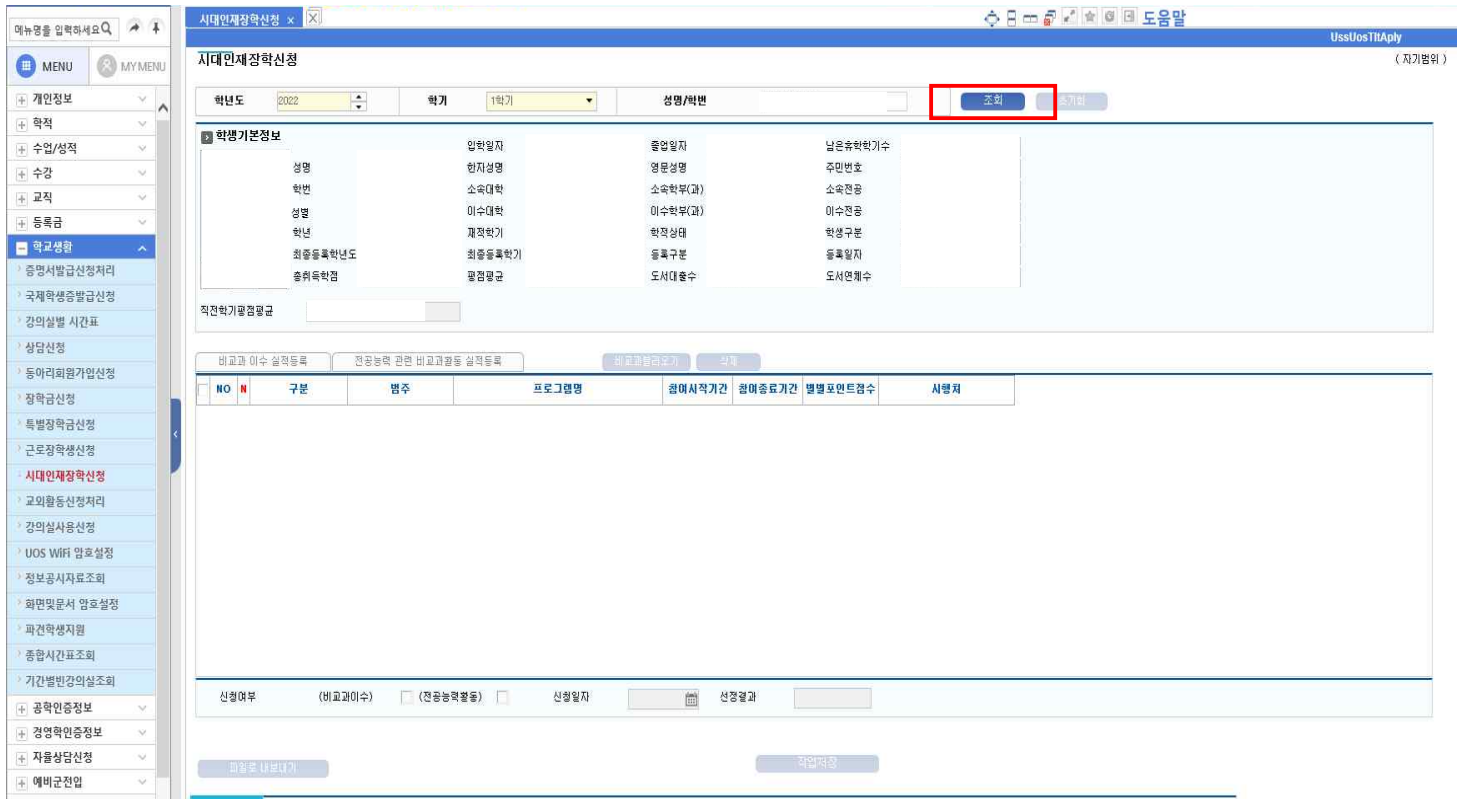 메뉴명을 입력하세요
MENU
MY MENU
개인정보
학적
수업/성적
수강
교직
등록금
학교생활
증명서발급신청처리
국제학생증발급신청
강의실별 시간표
상담신청
동아리회원가입신청
장학금신청
특별장학금신청
근로장학생신청
시대인재장학신청
교외활동신청처리
강의실사용신청
UOS WiFi 암호설정
정보공시자료조회
화면및문서 암호설정
파견학생지원
종합시간표조회
기간별빈강의실조회
공학인증정보
경영학인증정보
자율상담신청
예비군전입
시대인재장학신청 x
도움말
UssUosTltAply
시대인재장학신청
( 자기범위 )
학년도 2022 학기 1학기 성명/학번 조회 초기화
학생기본정보
입학일자 졸업일자 남은휴학학기수
성명 한자성명 영문성명 주민번호
학번 소속대학 소속학부(과) 소속전공
성별 이수대학 이수학부(과) 이수전공
학년 재적학기 학적상태 학생구분
최종등록학년도 최종등록학기 등록구분 등록일자
총취득학점 평점평균 도서대출수 도서연체수
직전학기평점평균
비교과 이수 실적등록 전공능력 관련 비교과활동 실적등록 비교과불러오기 삭제
NO N 구분 범주 프로그램명 참여시작기간 참여종료기간 별별포인트점수 시행처
신청여부 (비교과이수) (전공능력활동) 신청일자 선정결과
파일로 내보내기 작업저장